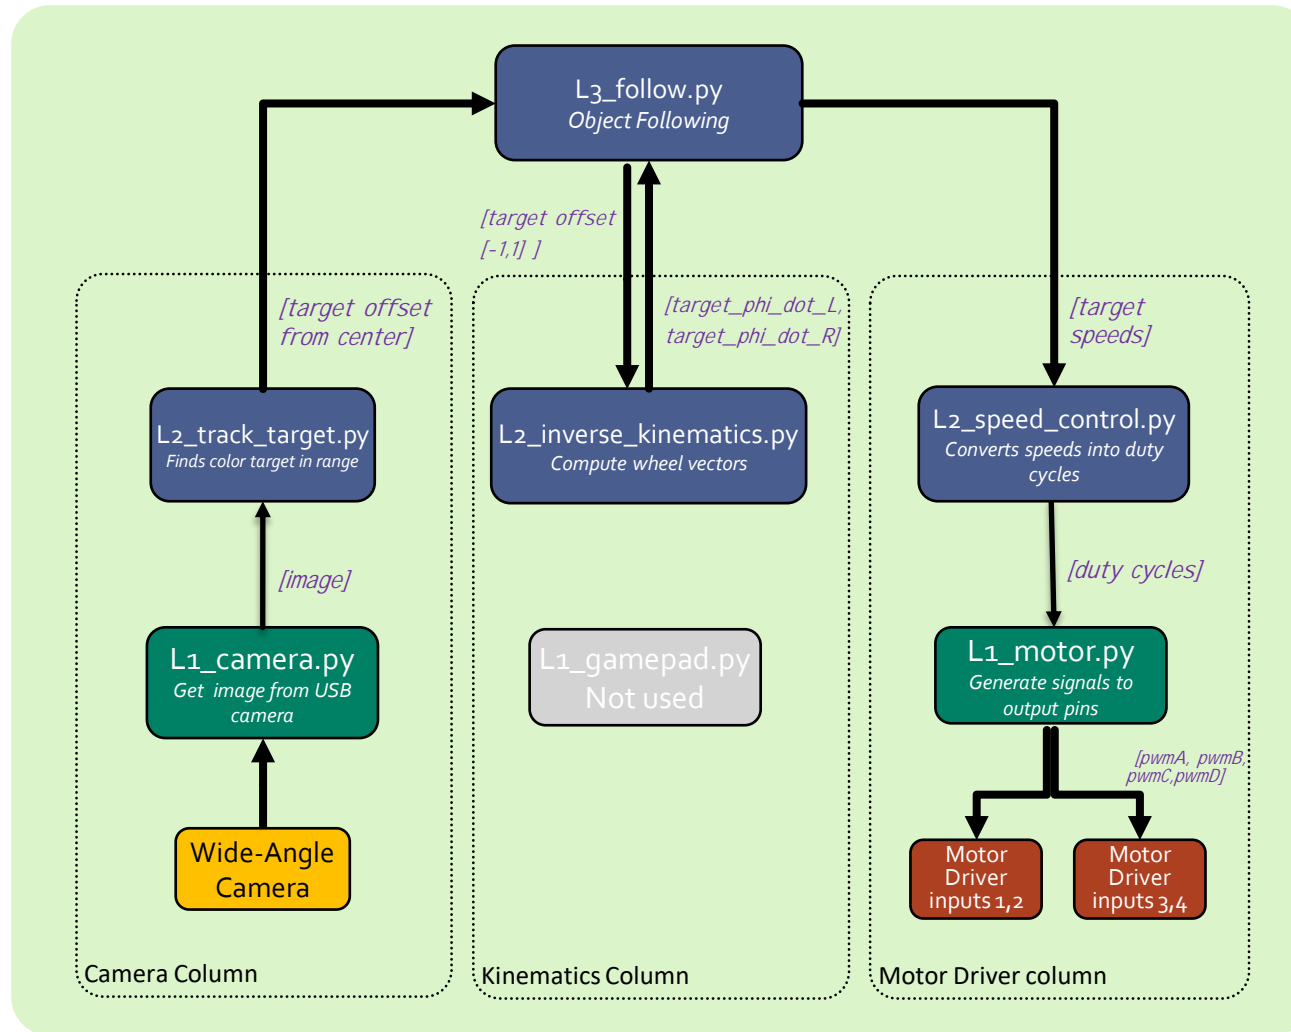 L3_follow.py
Object Following
[target offset
[-1,1] ]
[target offset
from center]
[target_phi_dot_L,
target_phi_dot_R]
[target
speeds]
L2_track_target.py
Finds color target in range
L2_inverse_kinematics.py
Compute wheel vectors
L2_speed_control.py
Converts speeds into duty
cycles
[image]
[duty cycles]
L1_camera.py
Get image from USB
camera
L1_gamepad.py
Not used
L1_motor.py
Generate signals to
output pins
[pwmA, pwmB,
pwmC,pwmD]
Wide-Angle
Camera
Motor
Driver
inputs 1,2
Motor
Driver
inputs 3,4
Camera Column
Kinematics Column
Motor Driver column